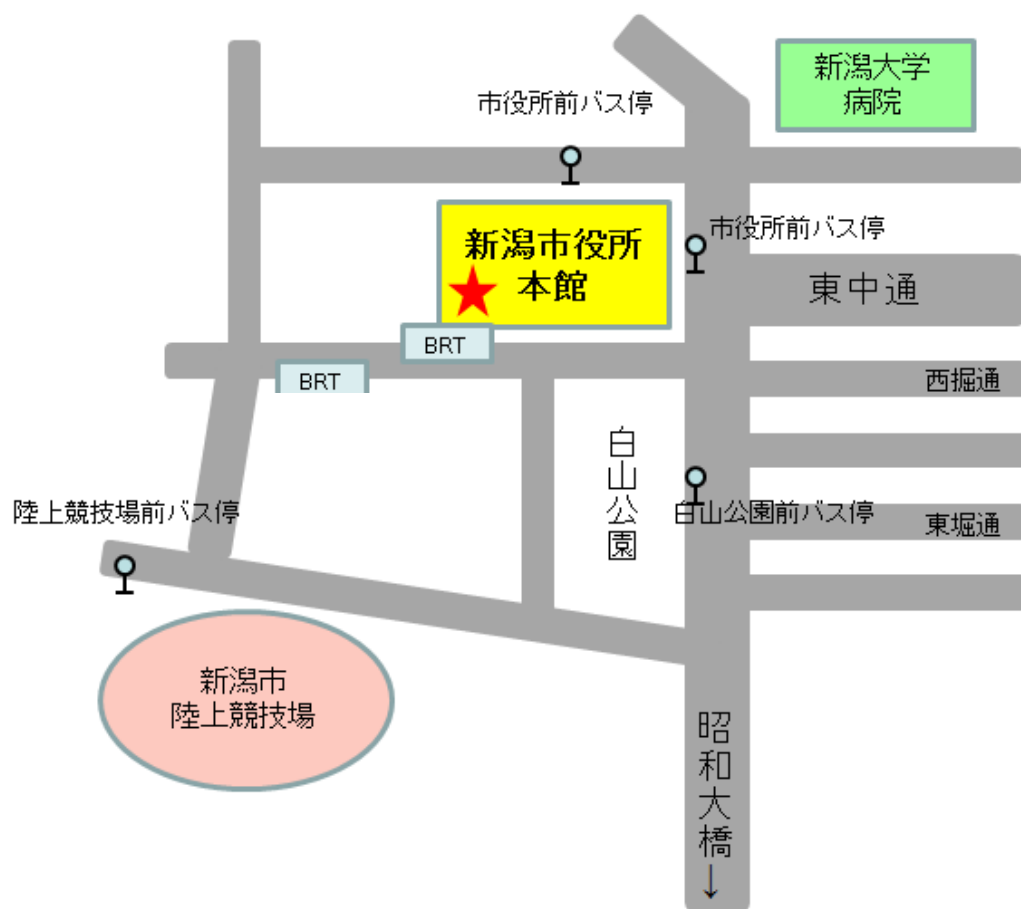 新潟大学
病院
市役所前バス停
市役所前バス停
新潟市役所
本館
東中通
BRT
BRT
西掘通
白山公園
陸上競技場前バス停
白山公園前バス停
東堀通
新潟市
陸上競技場
昭和大橋
↓